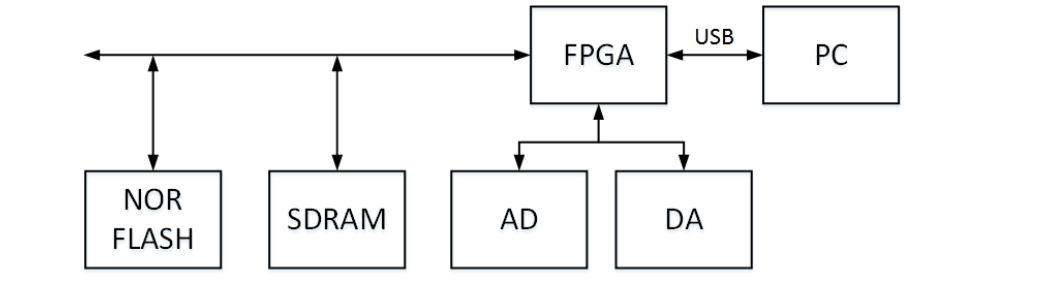 FPGA
USB
PC
NOR
FLASH
SDRAM
AD
DA